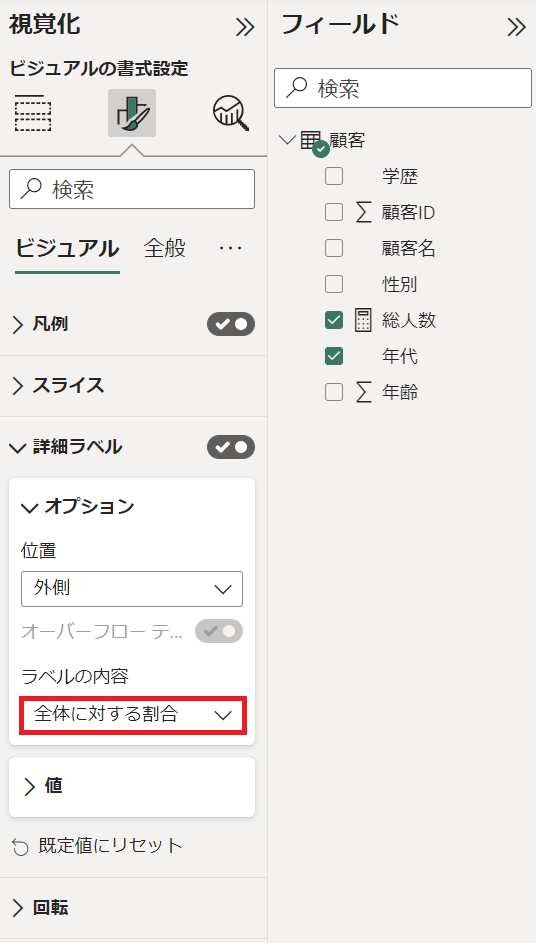 視覚化
ビジュアルの書式設定
検索
ビジュアル 全般 ...
凡例
スライス
詳細ラベル
オプション
位置
外側
オーバーフロー テ...
ラベルの内容
全体に対する割合
値
既定値にリセット
回転
フィールド
検索
顧客
学歴
顧客ID
顧客名
性別
総人数
年代
年齢